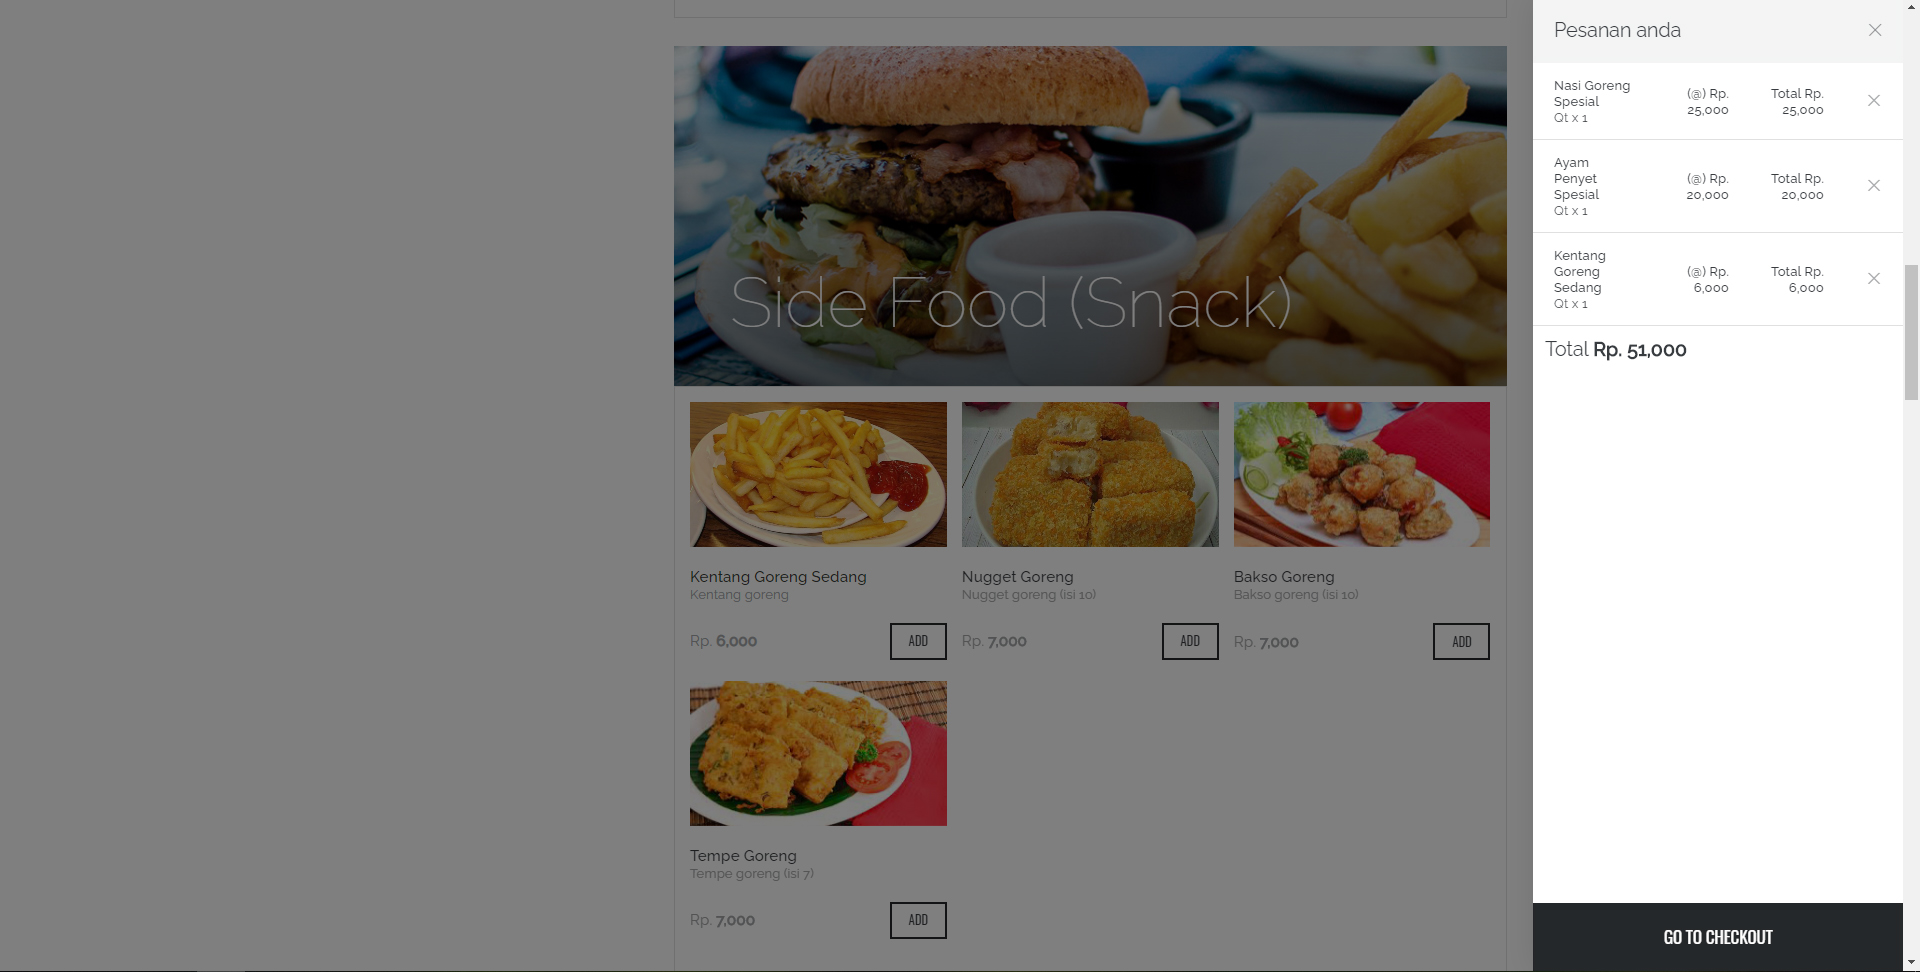 Side Food (Snack)
Kentang Goreng Sedang
Kentang goreng
Rp. 6,000
ADD
Nugget Goreng
Nugget goreng (isi 10)
Rp. 7,000
ADD
Bakso Goreng
Bakso goreng (isi 10)
Rp. 7,000
ADD
Tempe Goreng
Tempe goreng (isi 7)
Rp. 7,000
ADD
Pesanan anda
Nasi Goreng
Spesial
Qt x 1
(@) Rp.
25,000
Total Rp.
25,000
Ayam
Penyet
Spesial
Qt x 1
(@) Rp.
20,000
Total Rp.
20,000
Kentang
Goreng
Sedang
Qt x 1
(@) Rp.
6,000
Total Rp.
6,000
Total Rp. 51,000
GO TO CHECKOUT